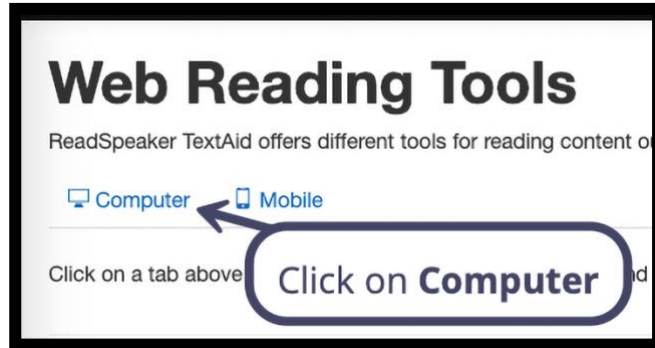 Web Reading Tools
ReadSpeaker TextAid offers different tools for reading content
Computer Mobile
Click on a tab above
Click on Computer